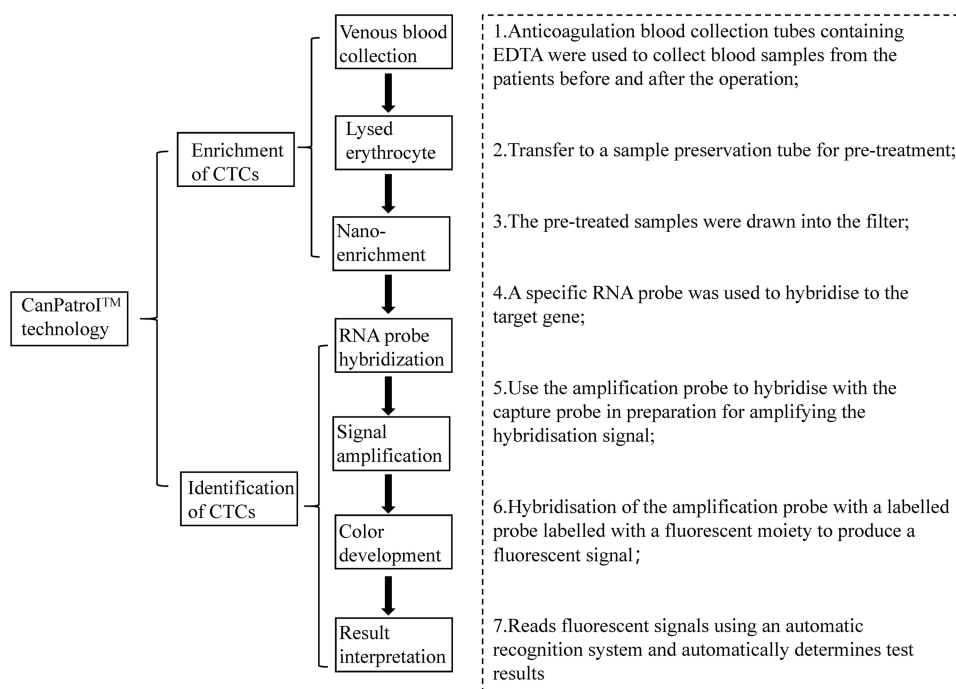 CanPatrolTM
technology
Enrichment
of CTCs
Identification
of CTCs
Venous blood
collection
Lysed
erythrocyte
Nano-
enrichment
RNA probe
hybridization
Signal
amplification
Color
development
Result
interpretation
1.Anticoagulation blood collection tubes containing
EDTA were used to collect blood samples from the
patients before and after the operation;
2.Transfer to a sample preservation tube for pre-treatment;
3.The pre-treated samples were drawn into the filter;
4.A specific RNA probe was used to hybridise to the
target gene;
5.Use the amplification probe to hybridise with the
capture probe in preparation for amplifying the
hybridisation signal;
6.Hybridisation of the amplification probe with a labelled
probe labelled with a fluorescent moiety to produce a
fluorescent signal；
7.Reads fluorescent signals using an automatic
recognition system and automatically determines test
results